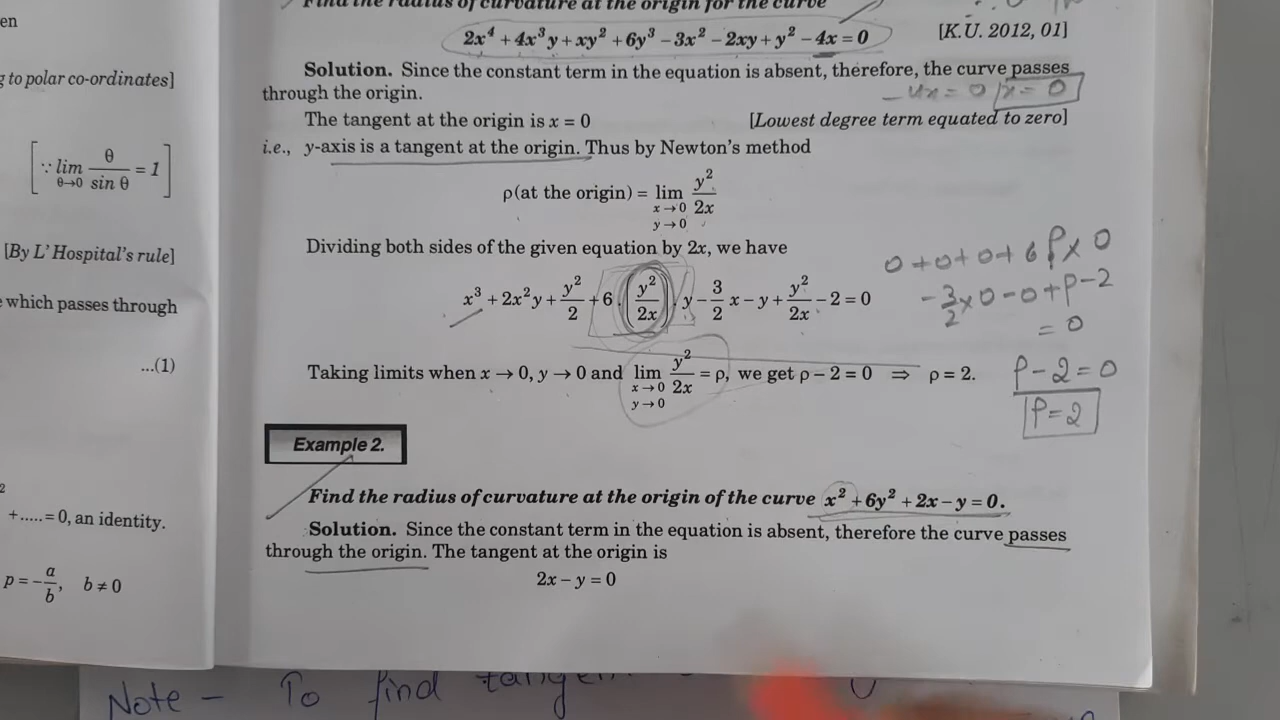 en
g to polar co-ordinates]
[∵ lim θ→0 θ/sin θ = 1]
[By L' Hospital's rule]
e which passes through
...(1)
2
+.....= 0, an identity.
p = -a/b, b ≠ 0
Find the radius of curvature at the origin for the curve
2x⁴ + 4x³y + xy² + 6y³ – 3x² – 2xy + y² – 4x = 0 [K.U. 2012, 01]
Solution. Since the constant term in the equation is absent, therefore, the curve passes
through the origin.
– 4x = 0 x = 0
The tangent at the origin is x = 0 [Lowest degree term equated to zero]
i.e., y-axis is a tangent at the origin. Thus by Newton's method
ρ(at the origin) = lim x→0 y→0 y²/2x
Dividing both sides of the given equation by 2x, we have
x³ + 2x²y + y²/2 + 6.(y²/2x).y – 3/2 x – y + y²/2x – 2 = 0
0+0+0+6ρ×0
–3/2×0–0+ρ–2
= 0
Taking limits when x → 0, y → 0 and lim x→0 y→0 y²/2x = ρ, we get ρ – 2 = 0 ⇒ ρ = 2.
ρ–2=0
ρ=2
Example 2.
Find the radius of curvature at the origin of the curve x² + 6y² + 2x – y = 0.
Solution. Since the constant term in the equation is absent, therefore the curve passes
through the origin. The tangent at the origin is
2x – y = 0
Note – To find